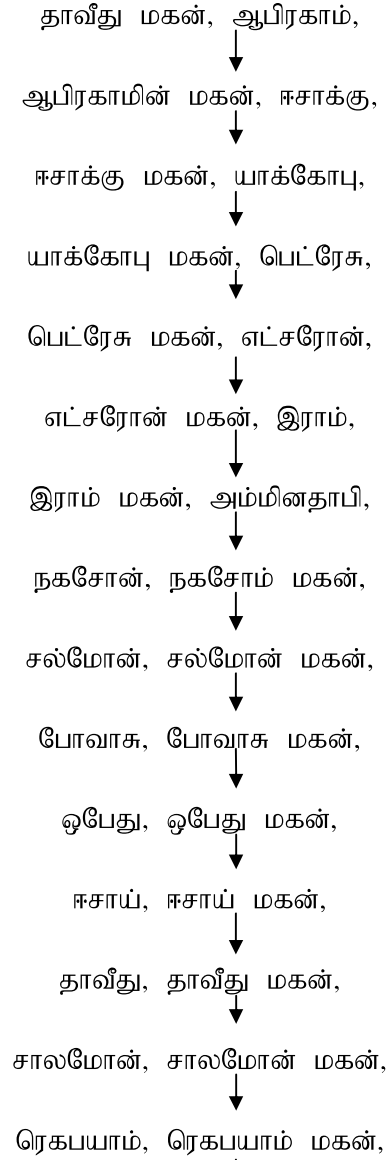 தாவீது மகன், ஆபிரகாம்,
ஆபிரகாமின் மகன், ஈசாக்கு,
ஈசாக்கு மகன், யாக்கோபு,
யாக்கோபு மகன், பெட்ரேசு,
பெட்ரேசு மகன், எட்சரோன்,
எட்சரோன் மகன், இராம்,
இராம் மகன், அம்மினதாபி,
நகசோன், நகசோம் மகன்,
சல்மோன், சல்மோன் மகன்,
போவாசு, போவாசு மகன்,
ஒபேது, ஒபேது மகன்,
ஈசாய், ஈசாய் மகன்,
தாவீது, தாவீது மகன்,
சாலமோன், சாலமோன் மகன்,
ரெகபயாம், ரெகபயாம் மகன்,